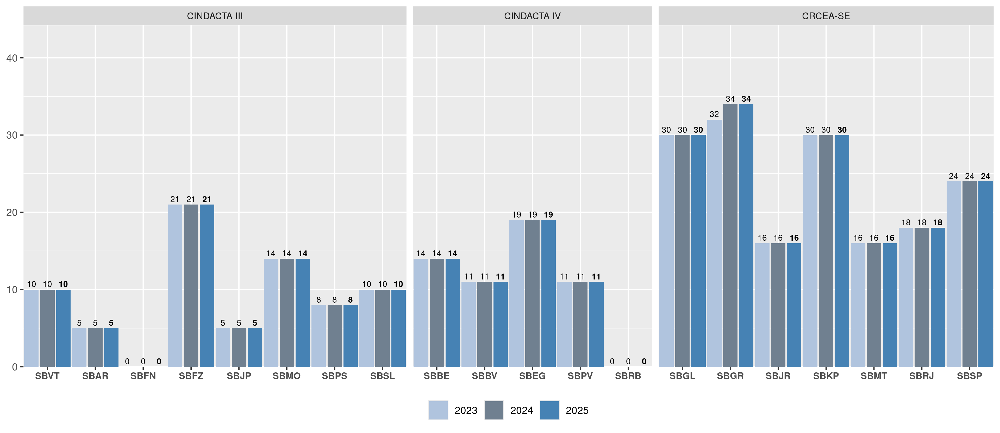 CINDACTA III CINDACTA IV CRCEA-SE
40
30
20
10
0
34 34
32
30 30 30 30 30 30
24 24 24
21 21 21
19 19 19
18 18 18
16 16 16 16 16 16
14 14 14 14 14 14
11 11 11 11 11 11
10 10 10 10 10 10
8 8 8
5 5 5 5 5 5
0 0 0 0 0 0
SBVT SBAR SBFN SBFZ SBJP SBMO SBPS SBSL SBBE SBBV SBEG SBPV SBRB SBGL SBGR SBJR SBKP SBMT SBRJ SBSP
2023 2024 2025